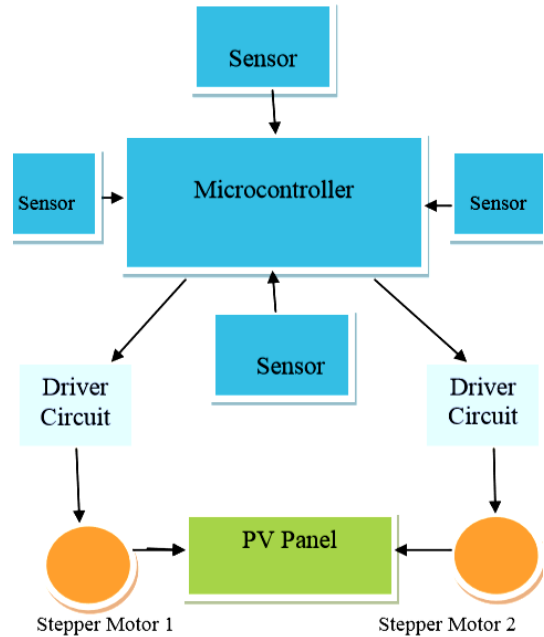 Sensor
Microcontroller
Sensor
Sensor
Sensor
Driver
Circuit
Driver
Circuit
PV Panel
Stepper Motor 1
Stepper Motor 2